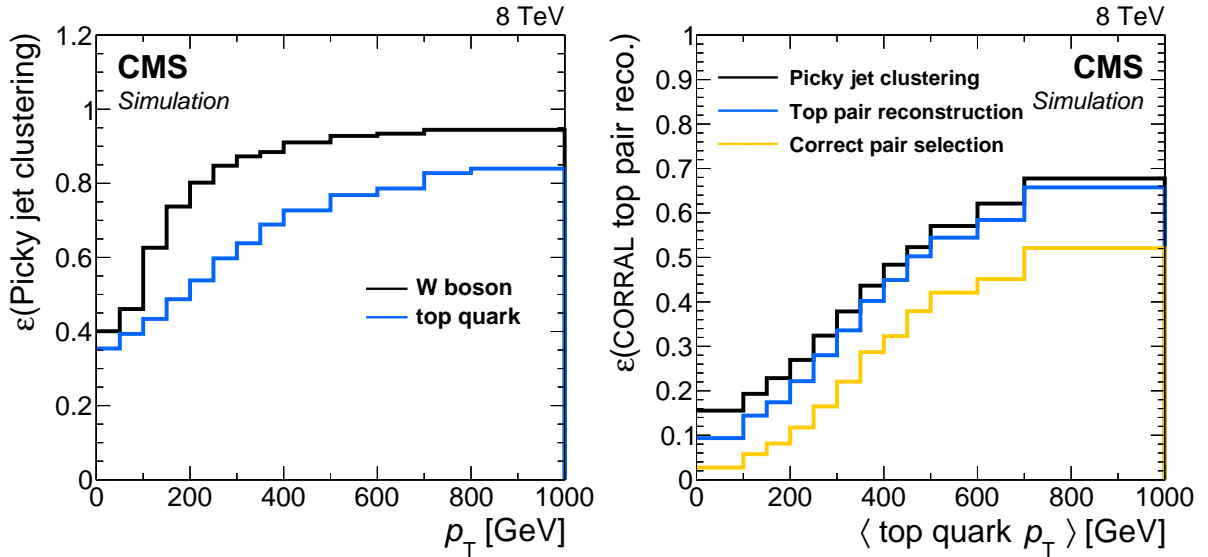 8 TeV
ε(Picky jet clustering)
CMS
Simulation
W boson
top quark
1.2
1
0.8
0.6
0.4
0.2
0
0 200 400 600 800 1000
p_T [GeV]
8 TeV
ε(CORRAL top pair reco.)
Picky jet clustering
Top pair reconstruction
Correct pair selection
CMS
Simulation
1
0.9
0.8
0.7
0.6
0.5
0.4
0.3
0.2
0.1
0
0 200 400 600 800 1000
⟨ top quark p_T ⟩ [GeV]